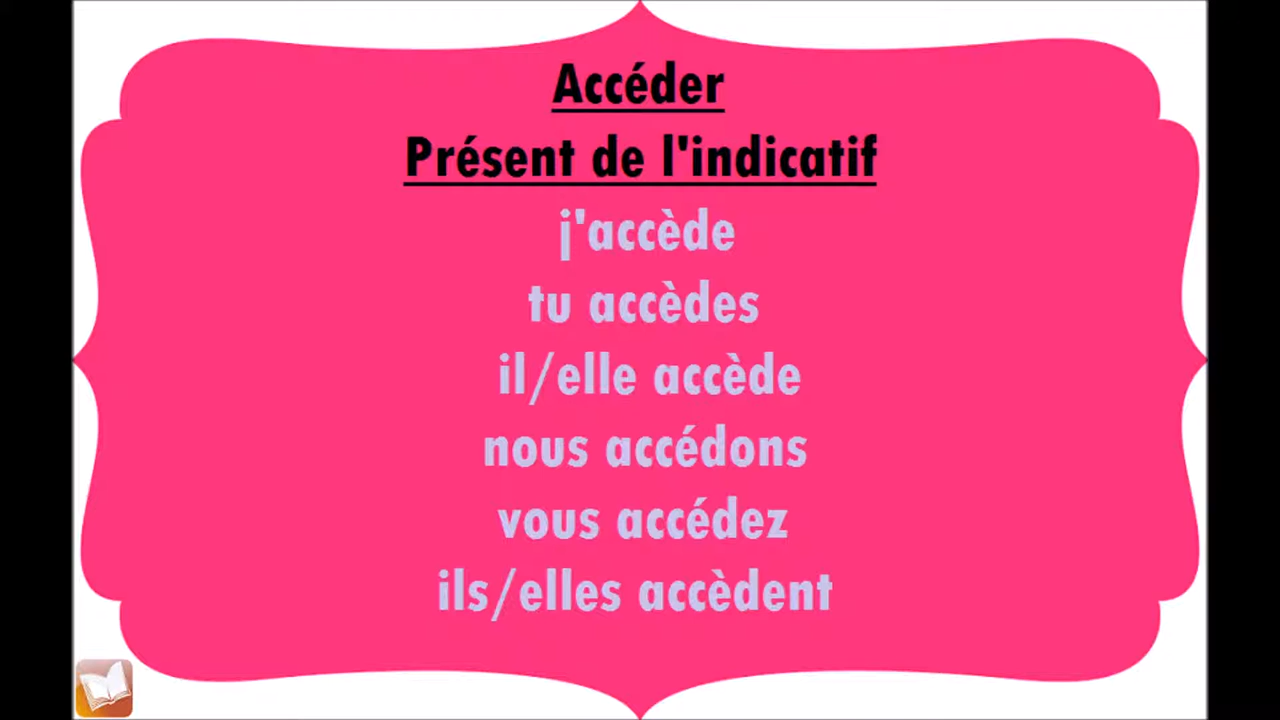 Accéder
Présent de l'indicatif
j'accède
tu accèdes
il/elle accède
nous accédons
vous accédez
ils/elles accèdent